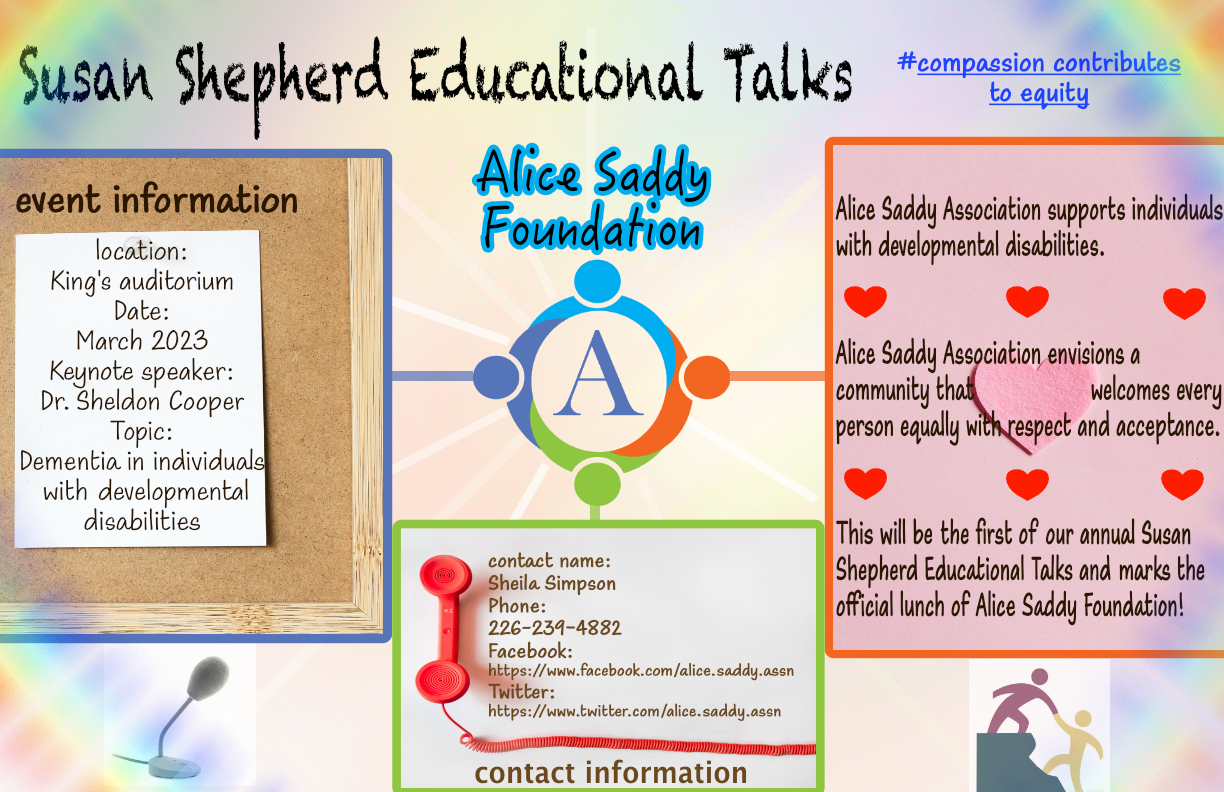 Susan Shepherd Educational Talks
#compassion contributes
to equity
event information
location:
King's auditorium
Date:
March 2023
Keynote speaker:
Dr. Sheldon Cooper
Topic:
Dementia in individuals
with developmental
disabilities
Alice Saddy
Foundation
A
contact name:
Sheila Simpson
Phone:
226-239-4882
Facebook:
https://www.facebook.com/alice.saddy.assn
Twitter:
https://www.twitter.com/alice.saddy.assn
contact information
Alice Saddy Association supports individuals
with developmental disabilities.
Alice Saddy Association envisions a
community that welcomes every
person equally with respect and acceptance.
This will be the first of our annual Susan
Shepherd Educational Talks and marks the
official lunch of Alice Saddy Foundation!